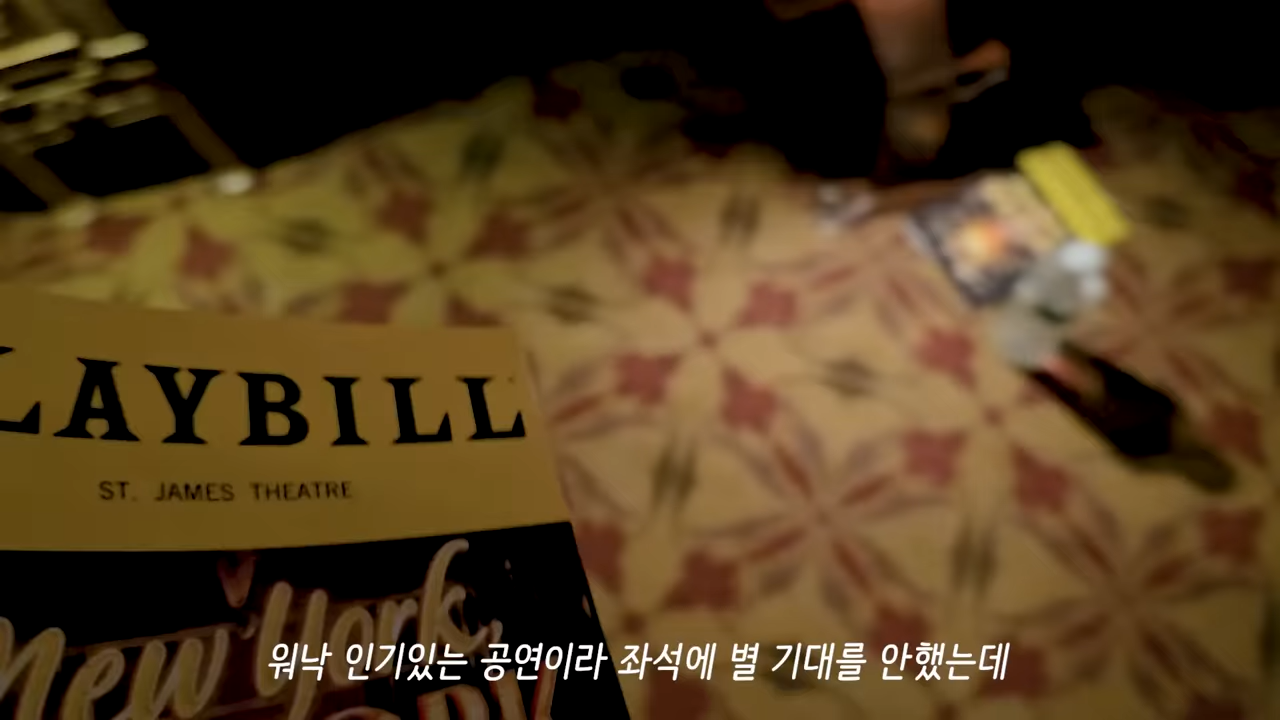 LAYBILL
ST. JAMES THEATRE
New York,
워낙 인기있는 공연이라 좌석에 별 기대를 안했는데